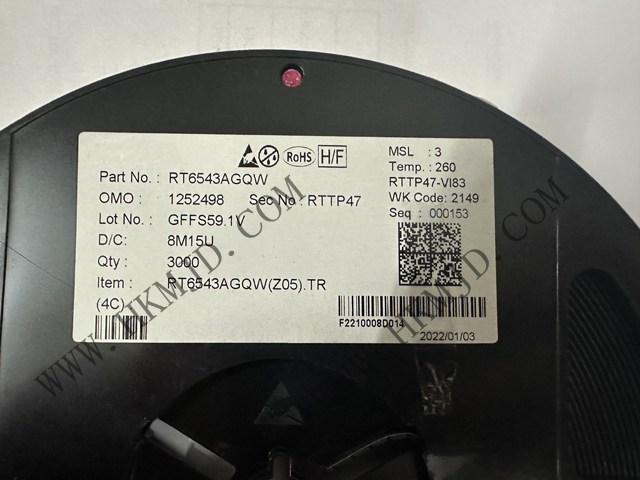 RoHS H/F
MSL : 3
Temp.: 260
RTTP47-VI83
WK Code: 2149
Seq : 000153
Part No. : RT6543AGQW
OMO : 1252498 Sec No : RTTP47
Lot No. : GFFS59.1V
D/C: 8M15U
Qty : 3000
Item : RT6543AGQW(Z05).TR
(4C)
F2210008D014
2022/01/03
WWW.HKMJD.COM
WWW.HKMJD.COM